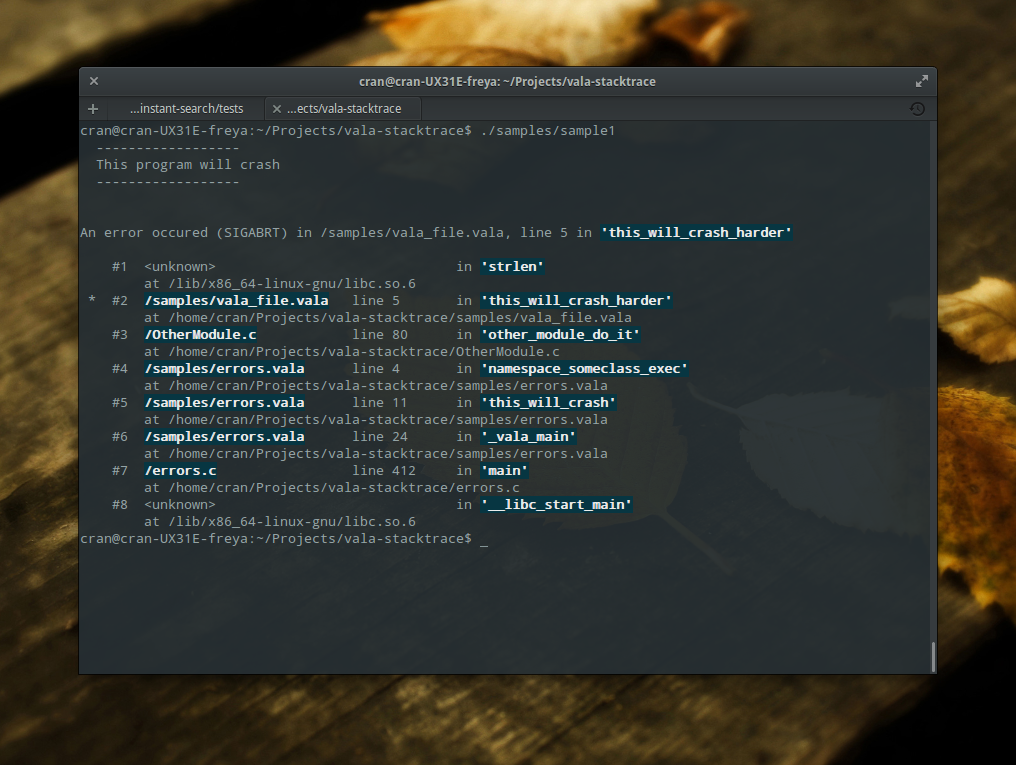 cran@cran-UX31E-freya: ~/Projects/vala-stacktrace
...instant-search/tests
...ects/vala-stacktrace
cran@cran-UX31E-freya:~/Projects/vala-stacktrace$ ./samples/sample1
------------------
This program will crash
------------------
An error occured (SIGABRT) in /samples/vala_file.vala, line 5 in 'this_will_crash_harder'
#1 <unknown> in 'strlen'
at /lib/x86_64-linux-gnu/libc.so.6
* #2 /samples/vala_file.vala line 5 in 'this_will_crash_harder'
at /home/cran/Projects/vala-stacktrace/samples/vala_file.vala
#3 /OtherModule.c line 80 in 'other_module_do_it'
at /home/cran/Projects/vala-stacktrace/OtherModule.c
#4 /samples/errors.vala line 4 in 'namespace_someclass_exec'
at /home/cran/Projects/vala-stacktrace/samples/errors.vala
#5 /samples/errors.vala line 11 in 'this_will_crash'
at /home/cran/Projects/vala-stacktrace/samples/errors.vala
#6 /samples/errors.vala line 24 in '_vala_main'
at /home/cran/Projects/vala-stacktrace/samples/errors.vala
#7 /errors.c line 412 in 'main'
at /home/cran/Projects/vala-stacktrace/errors.c
#8 <unknown> in '__libc_start_main'
at /lib/x86_64-linux-gnu/libc.so.6
cran@cran-UX31E-freya:~/Projects/vala-stacktrace$ _